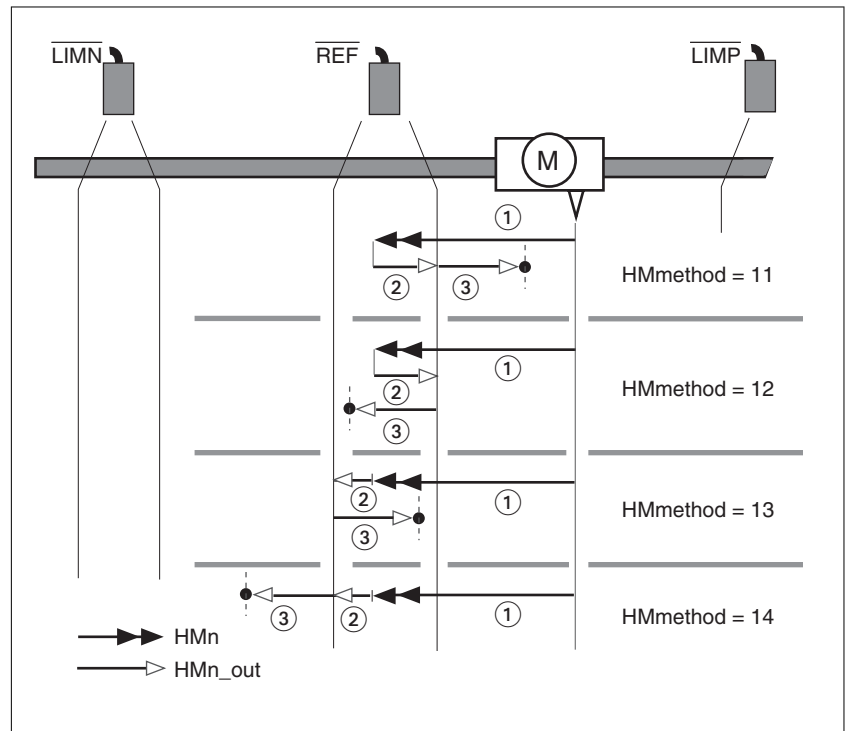 LIMN REF LIMP
M
①
② ③ HMmethod = 11
①
② HMmethod = 12
③
② ① HMmethod = 13
③
③ ② ① HMmethod = 14
HMn
HMn_out